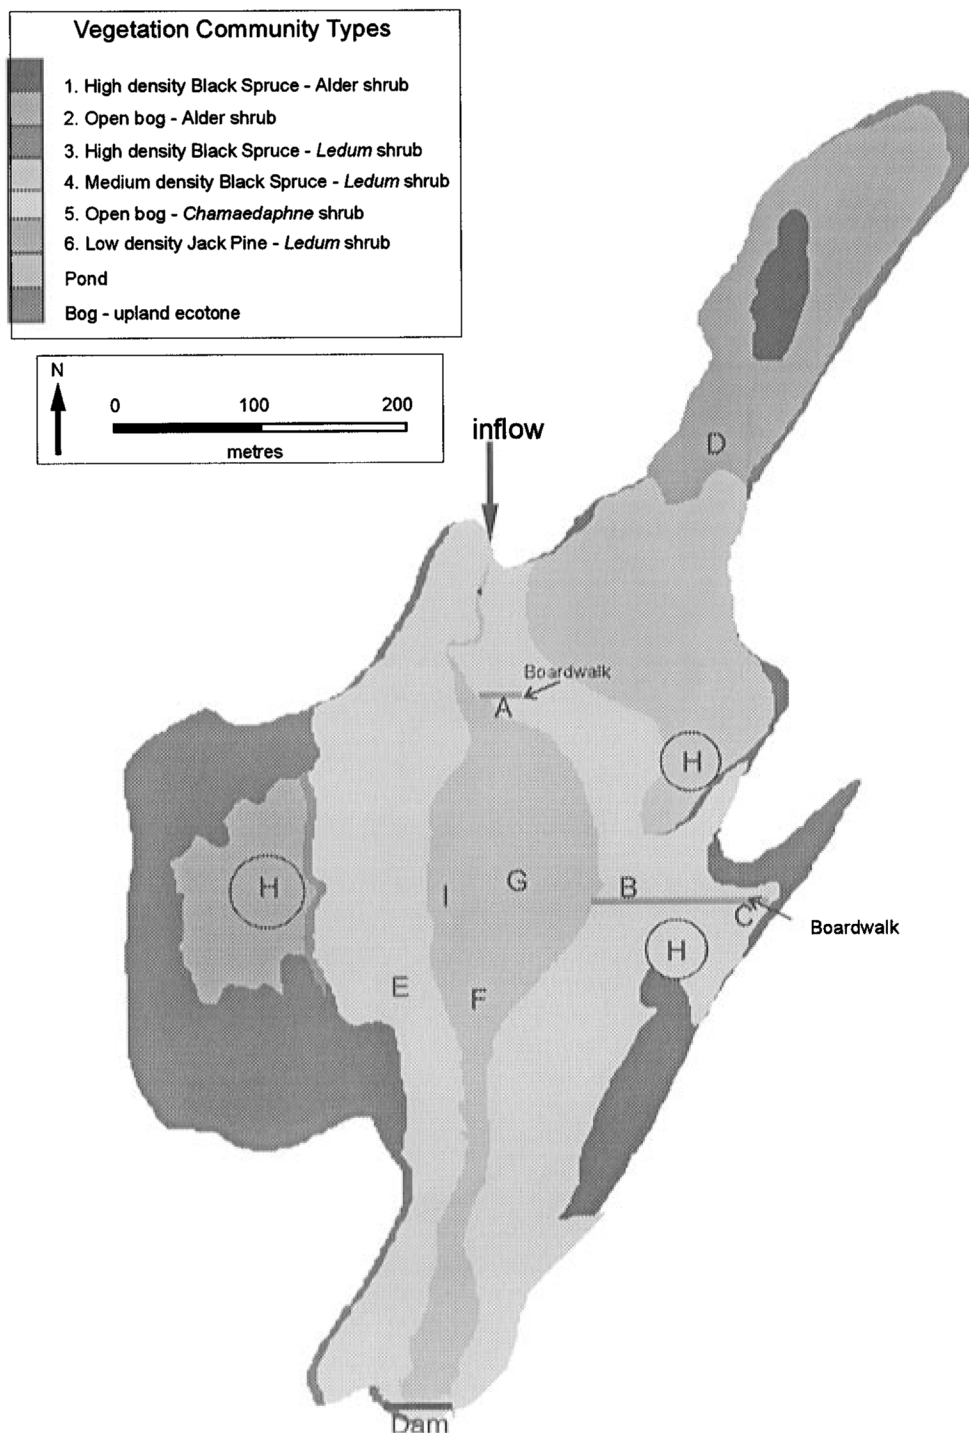 Vegetation Community Types
1. High density Black Spruce - Alder shrub
2. Open bog - Alder shrub
3. High density Black Spruce - Ledum shrub
4. Medium density Black Spruce - Ledum shrub
5. Open bog - Chamaedaphne shrub
6. Low density Jack Pine - Ledum shrub
Pond
Bog - upland ecotone
N
0 100 200
metres
inflow
D
Boardwalk
A
H
H
I
G
B
C
Boardwalk
H
E
F
Dam